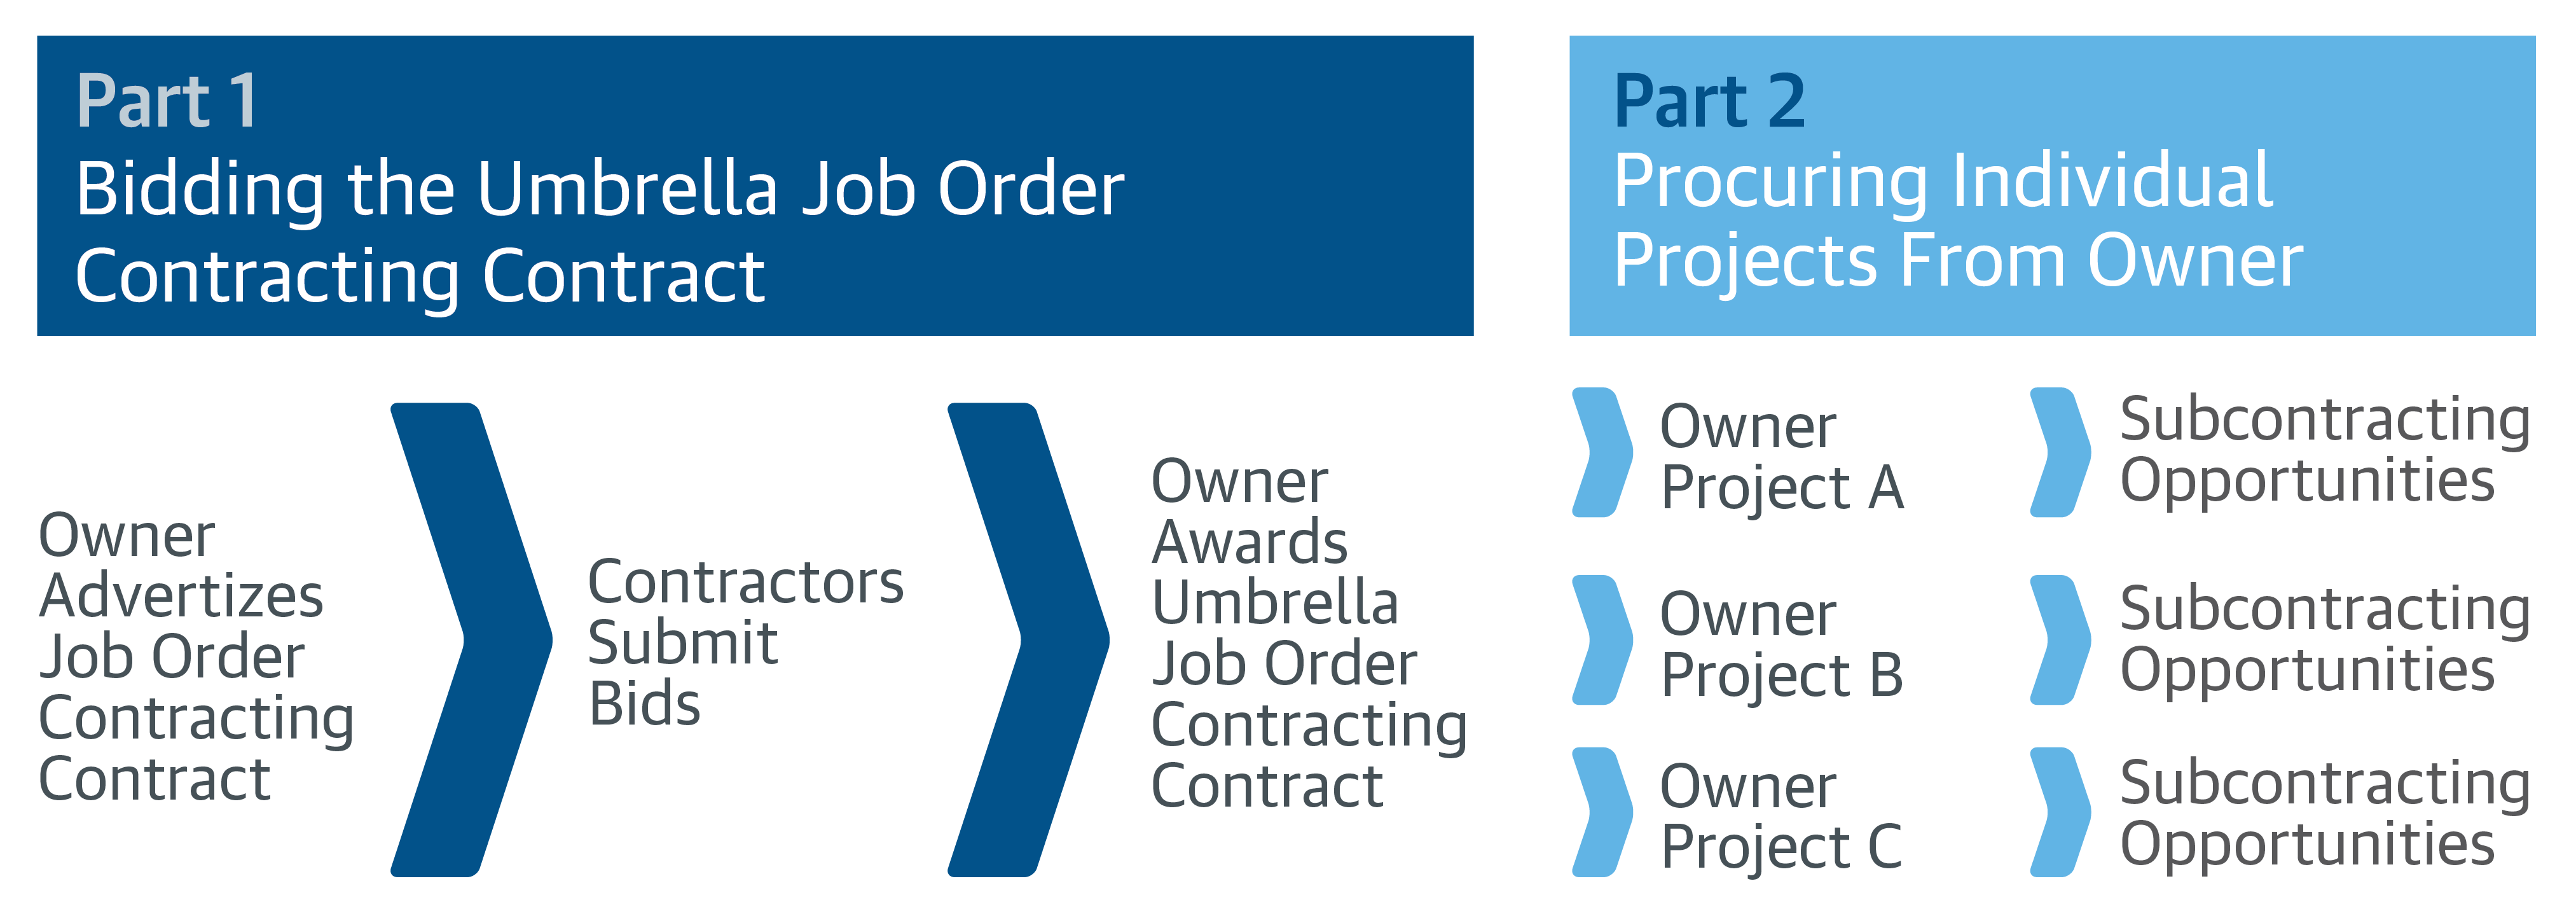 Part 1
Bidding the Umbrella Job Order
Contracting Contract
Owner
Advertizes
Job Order
Contracting
Contract
Contractors
Submit
Bids
Owner
Awards
Umbrella
Job Order
Contracting
Contract
Part 2
Procuring Individual
Projects From Owner
Owner
Project A
Subcontracting
Opportunities
Owner
Project B
Subcontracting
Opportunities
Owner
Project C
Subcontracting
Opportunities